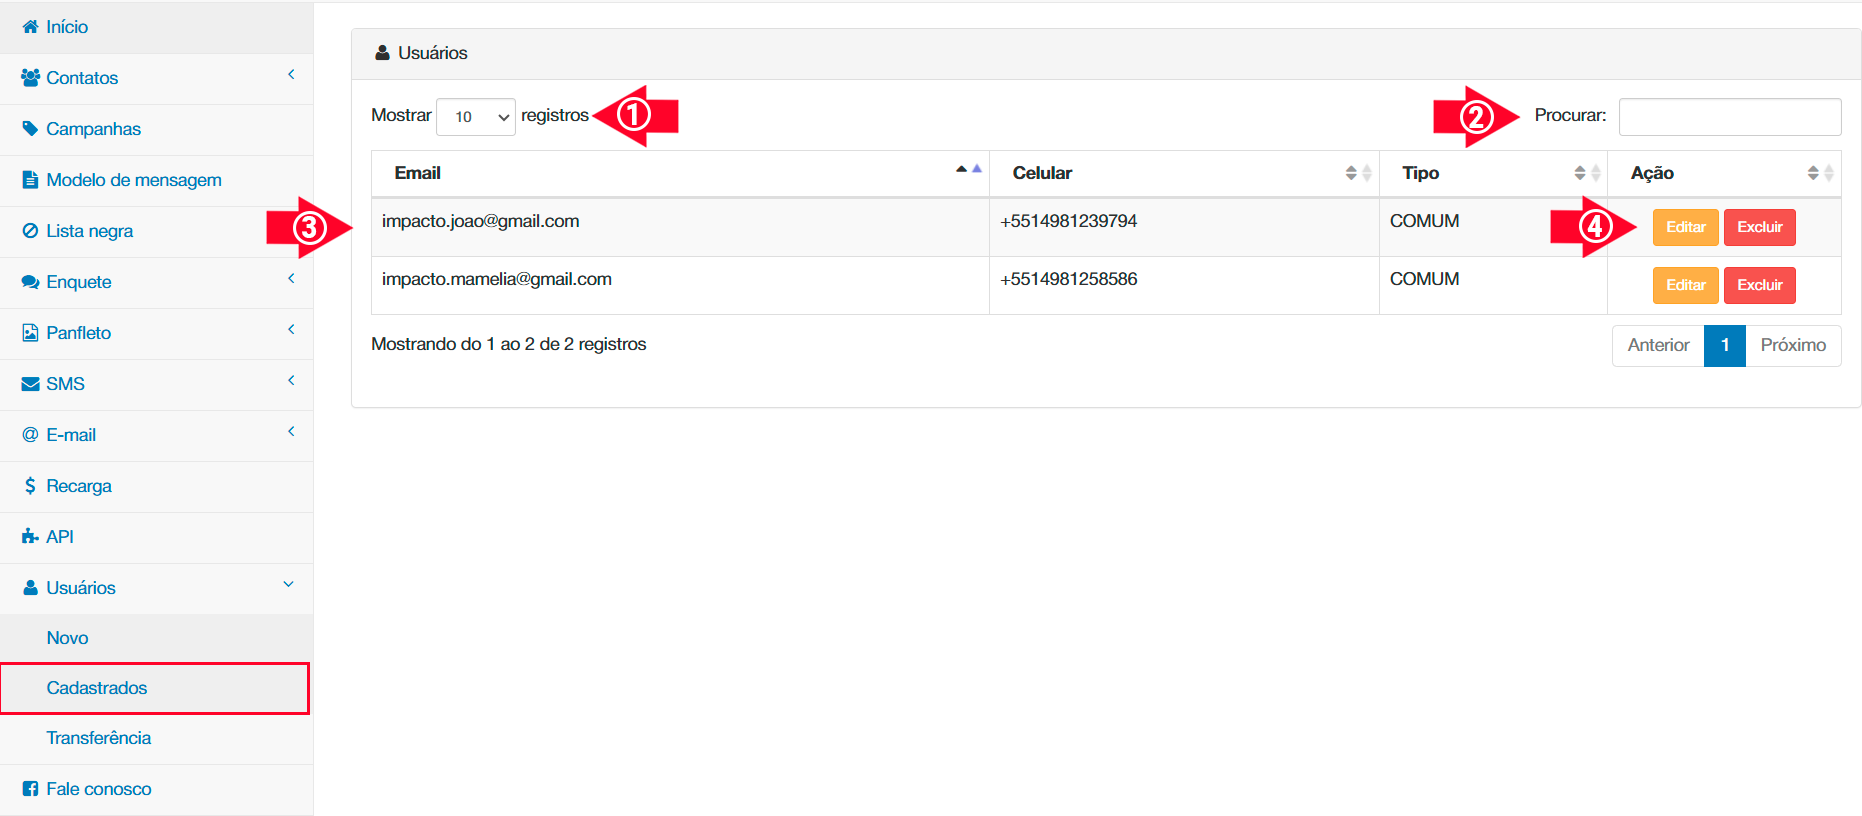 Início
Contatos
Campanhas
Modelo de mensagem
Lista negra
Enquete
Panfleto
SMS
@ E-mail
$ Recarga
API
Usuários
Novo
Cadastrados
Transferência
Fale conosco
Usuários
Mostrar 10 registros 1
2 Procurar:
Email Celular Tipo Ação
3 impacto.joao@gmail.com +5514981239794 COMUM 4 Editar Excluir
impacto.mamelia@gmail.com +5514981258586 COMUM Editar Excluir
Mostrando do 1 ao 2 de 2 registros
Anterior 1 Próximo